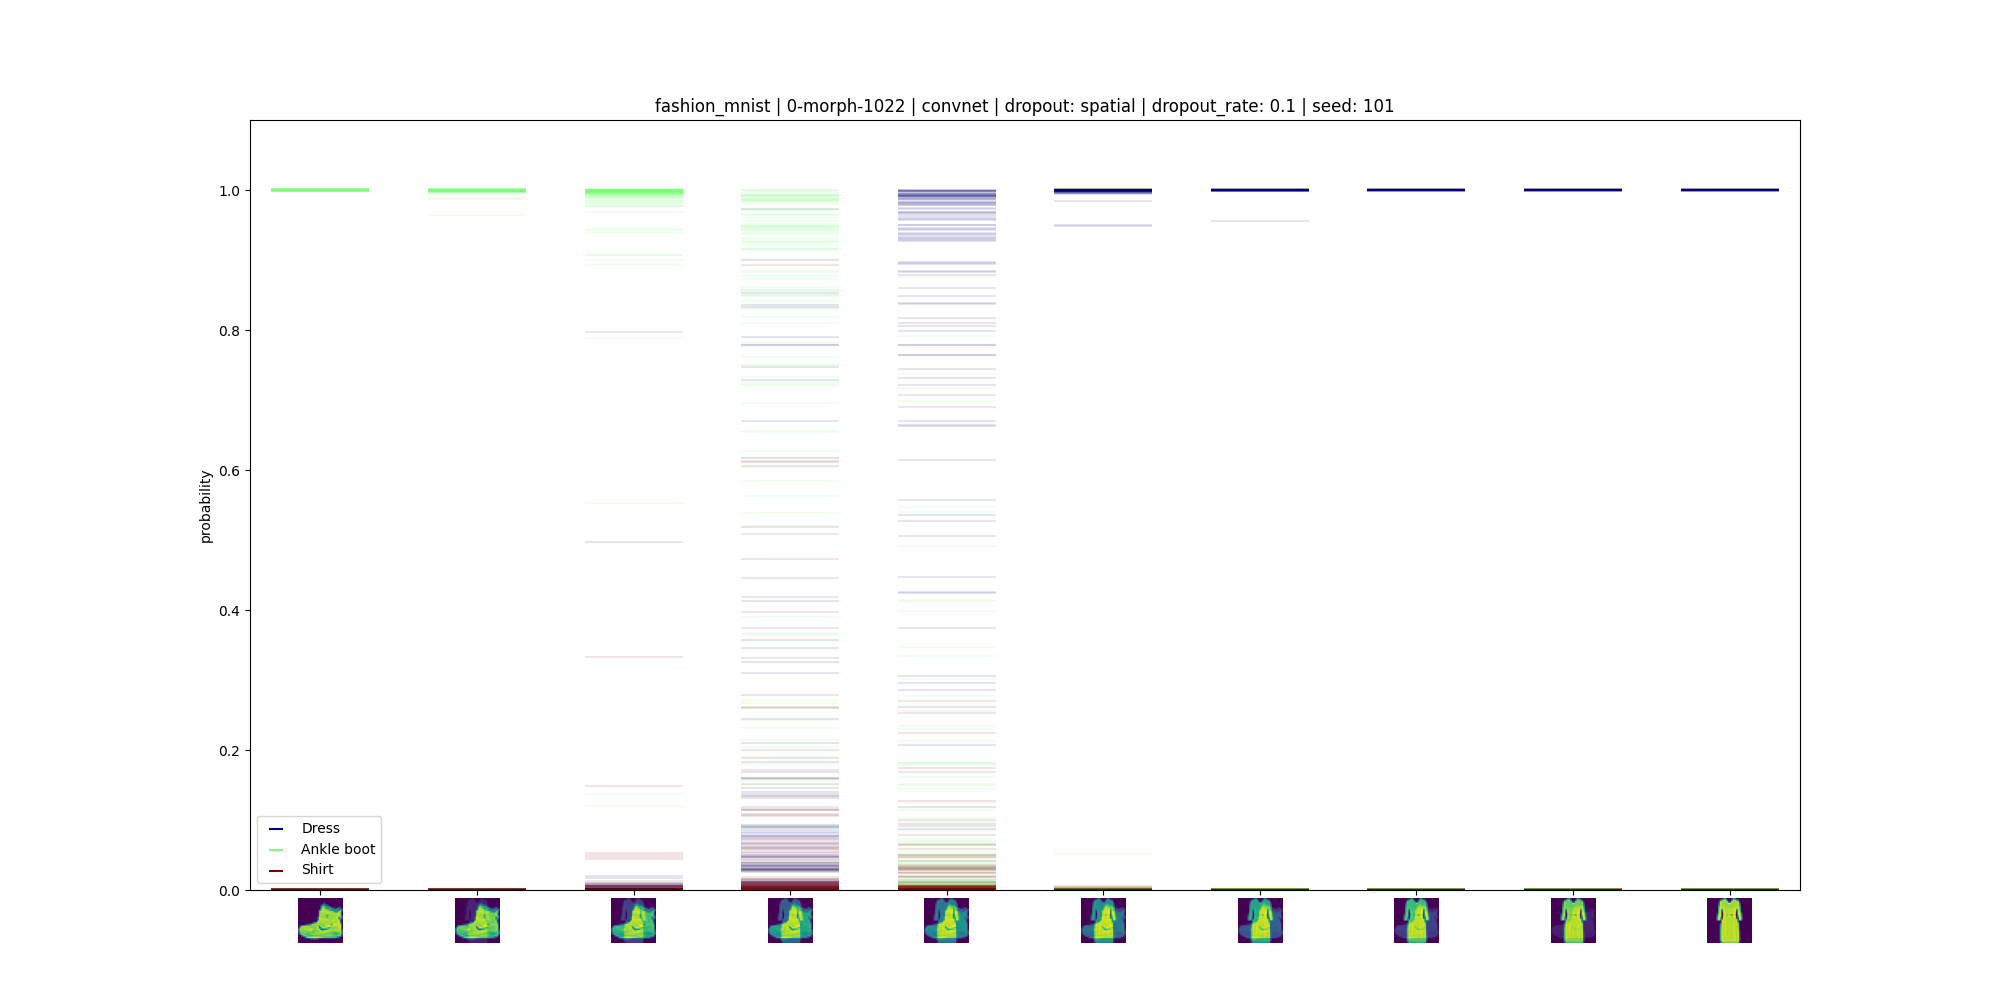 fashion_mnist | 0-morph-1022 | convnet | dropout: spatial | dropout_rate: 0.1 | seed: 101
probability
1.0
0.8
0.6
0.4
0.2
0.0
Dress
Ankle boot
Shirt